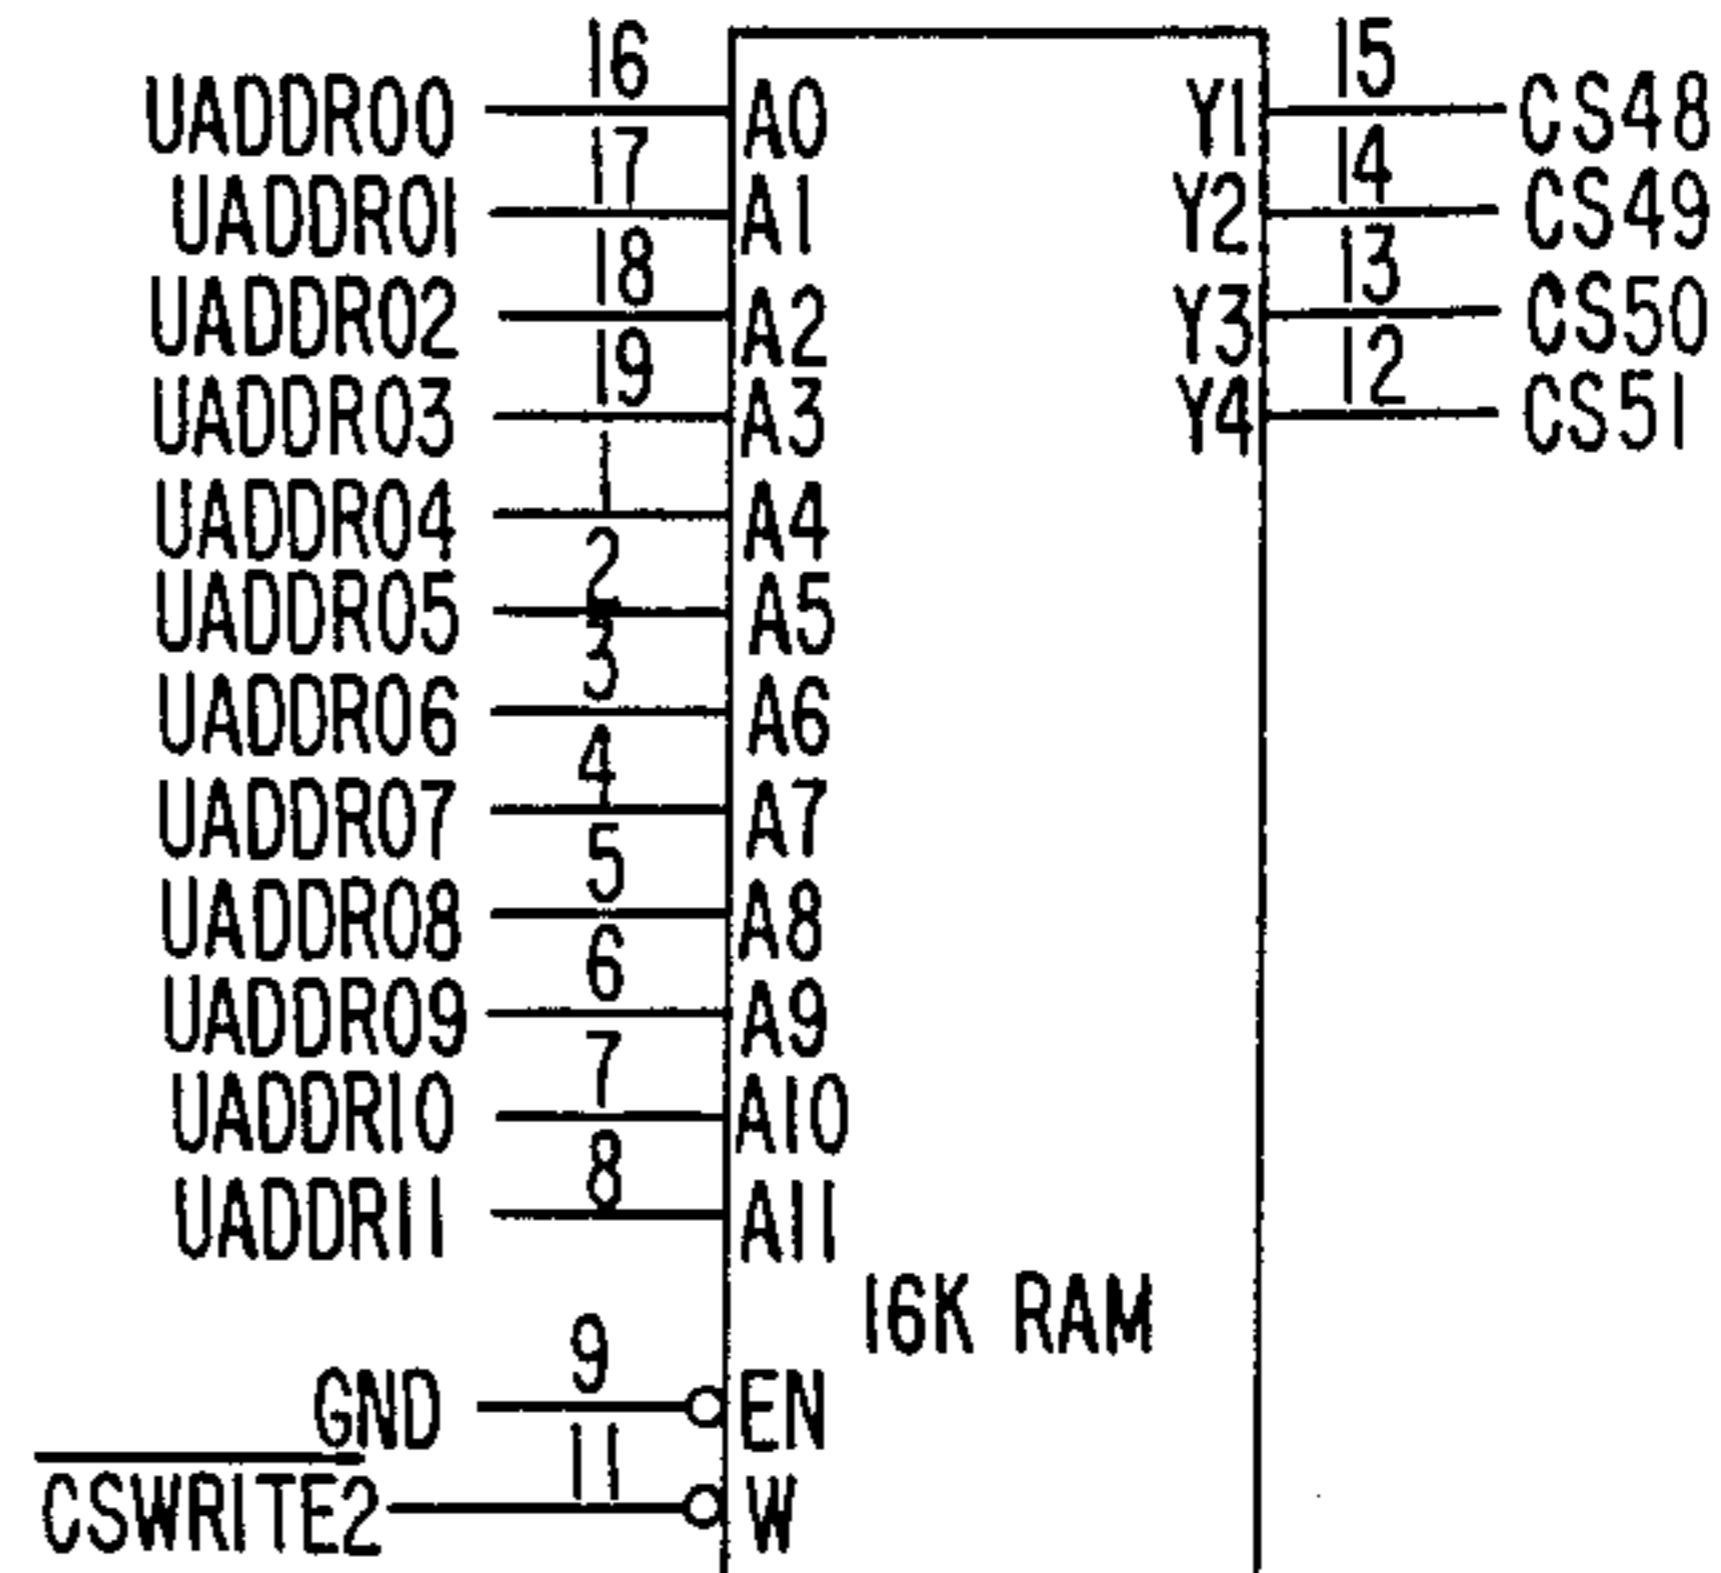 16 15
UADDR00 A0 Y1 CS48
17 14
UADDR01 A1 Y2 CS49
18 13
UADDR02 A2 Y3 CS50
19 12
UADDR03 A3 Y4 CS51
1
UADDR04 A4
2
UADDR05 A5
3
UADDR06 A6
4
UADDR07 A7
5
UADDR08 A8
6
UADDR09 A9
7
UADDR10 A10
8
UADDR11 A11
16K RAM
9
GND EN
11
CSWRITE2 W